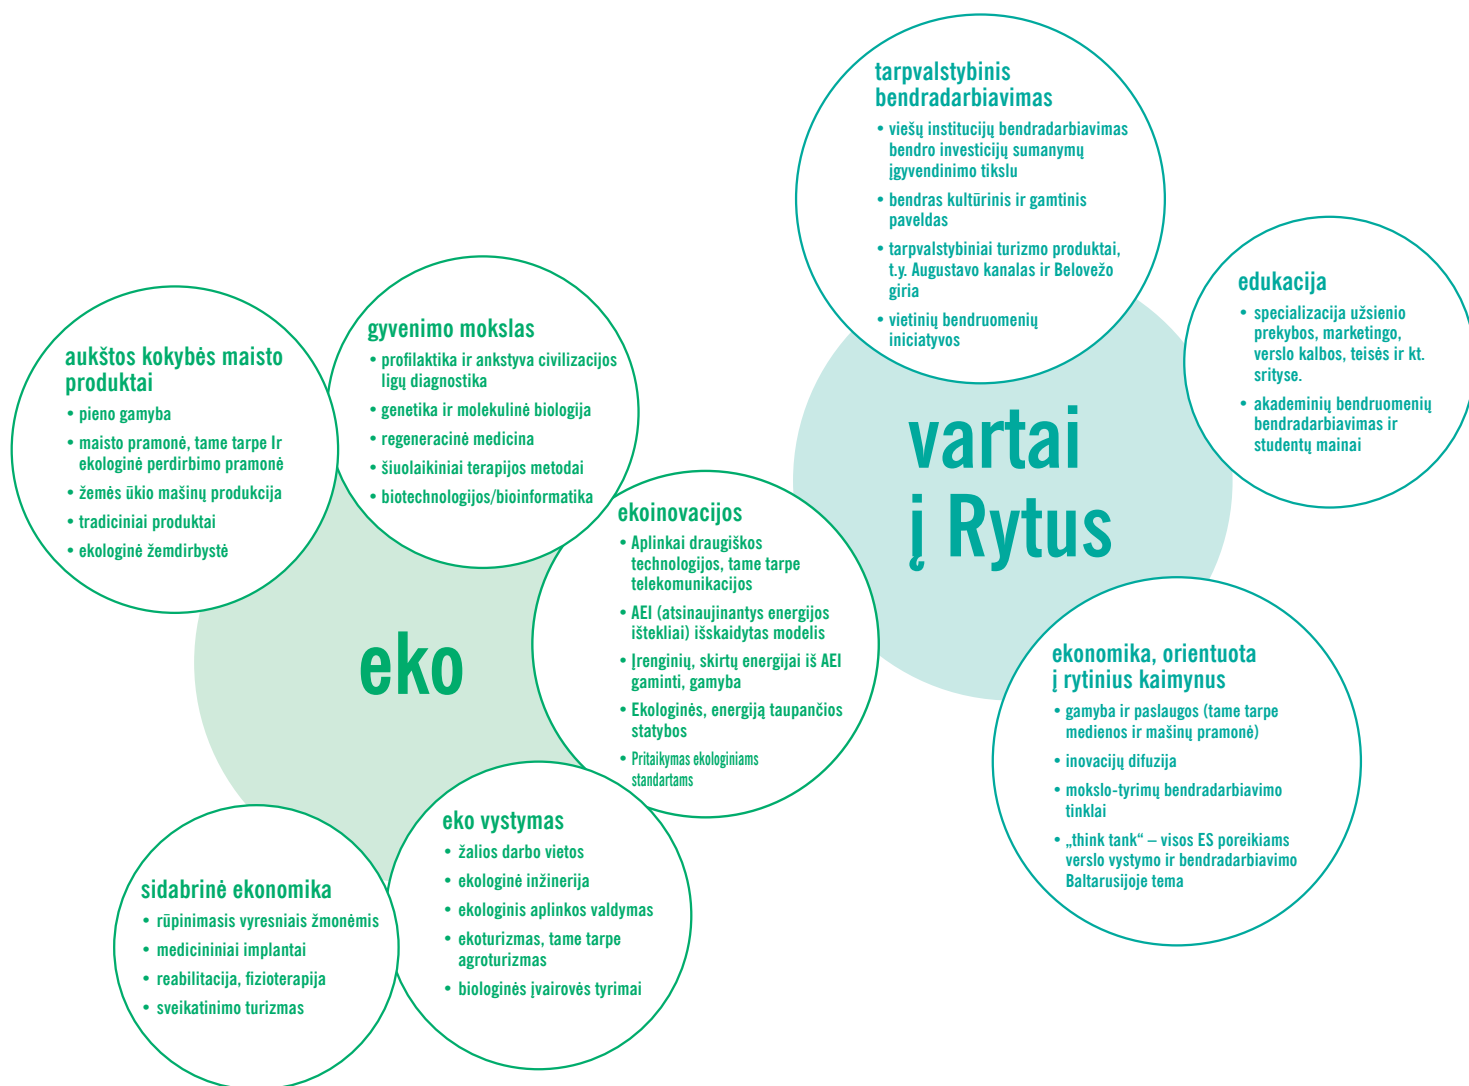 aukštos kokybės maisto
produktai
• pieno gamyba
• maisto pramonė, tame tarpe Ir
ekologinė perdirbimo pramonė
• žemės ūkio mašinų produkcija
• tradiciniai produktai
• ekologinė žemdirbystė
gyvenimo mokslas
• profilaktika ir ankstyva civilizacijos
ligų diagnostika
• genetika ir molekulinė biologija
• regeneracinė medicina
• šiuolaikiniai terapijos metodai
• biotechnologijos/bioinformatika
ekoinovacijos
• Aplinkai draugiškos
technologijos, tame tarpe
telekomunikacijos
• AEI (atsinaujinantys energijos
ištekliai) išskaidytas modelis
• Įrenginių, skirtų energijai iš AEI
gaminti, gamyba
• Ekologinės, energiją taupančios
statybos
• Pritaikymas ekologiniams
standartams
eko
eko vystymas
• žalios darbo vietos
• ekologinė inžinerija
• ekologinis aplinkos valdymas
• ekoturizmas, tame tarpe
agroturizmas
• biologinės įvairovės tyrimai
sidabrinė ekonomika
• rūpinimasis vyresniais žmonėmis
• medicininiai implantai
• reabilitacija, fizioterapija
• sveikatinimo turizmas
tarpvalstybinis
bendradarbiavimas
• viešų institucijų bendradarbiavimas
bendro investicijų sumanymų
įgyvendinimo tikslu
• bendras kultūrinis ir gamtinis
paveldas
• tarpvalstybiniai turizmo produktai,
t.y. Augustavo kanalas ir Belovežo
giria
• vietinių bendruomenių
iniciatyvos
edukacija
• specializacija užsienio
prekybos, marketingo,
verslo kalbos, teisės ir kt.
srityse.
• akademinių bendruomenių
bendradarbiavimas ir
studentų mainai
vartai
į Rytus
ekonomika, orientuota
į rytinius kaimynus
• gamyba ir paslaugos (tame tarpe
medienos ir mašinų pramonė)
• inovacijų difuzija
• mokslo-tyrimų bendradarbiavimo
tinklai
• „think tank“ – visos ES poreikiams
verslo vystymo ir bendradarbiavimo
Baltarusijoje tema